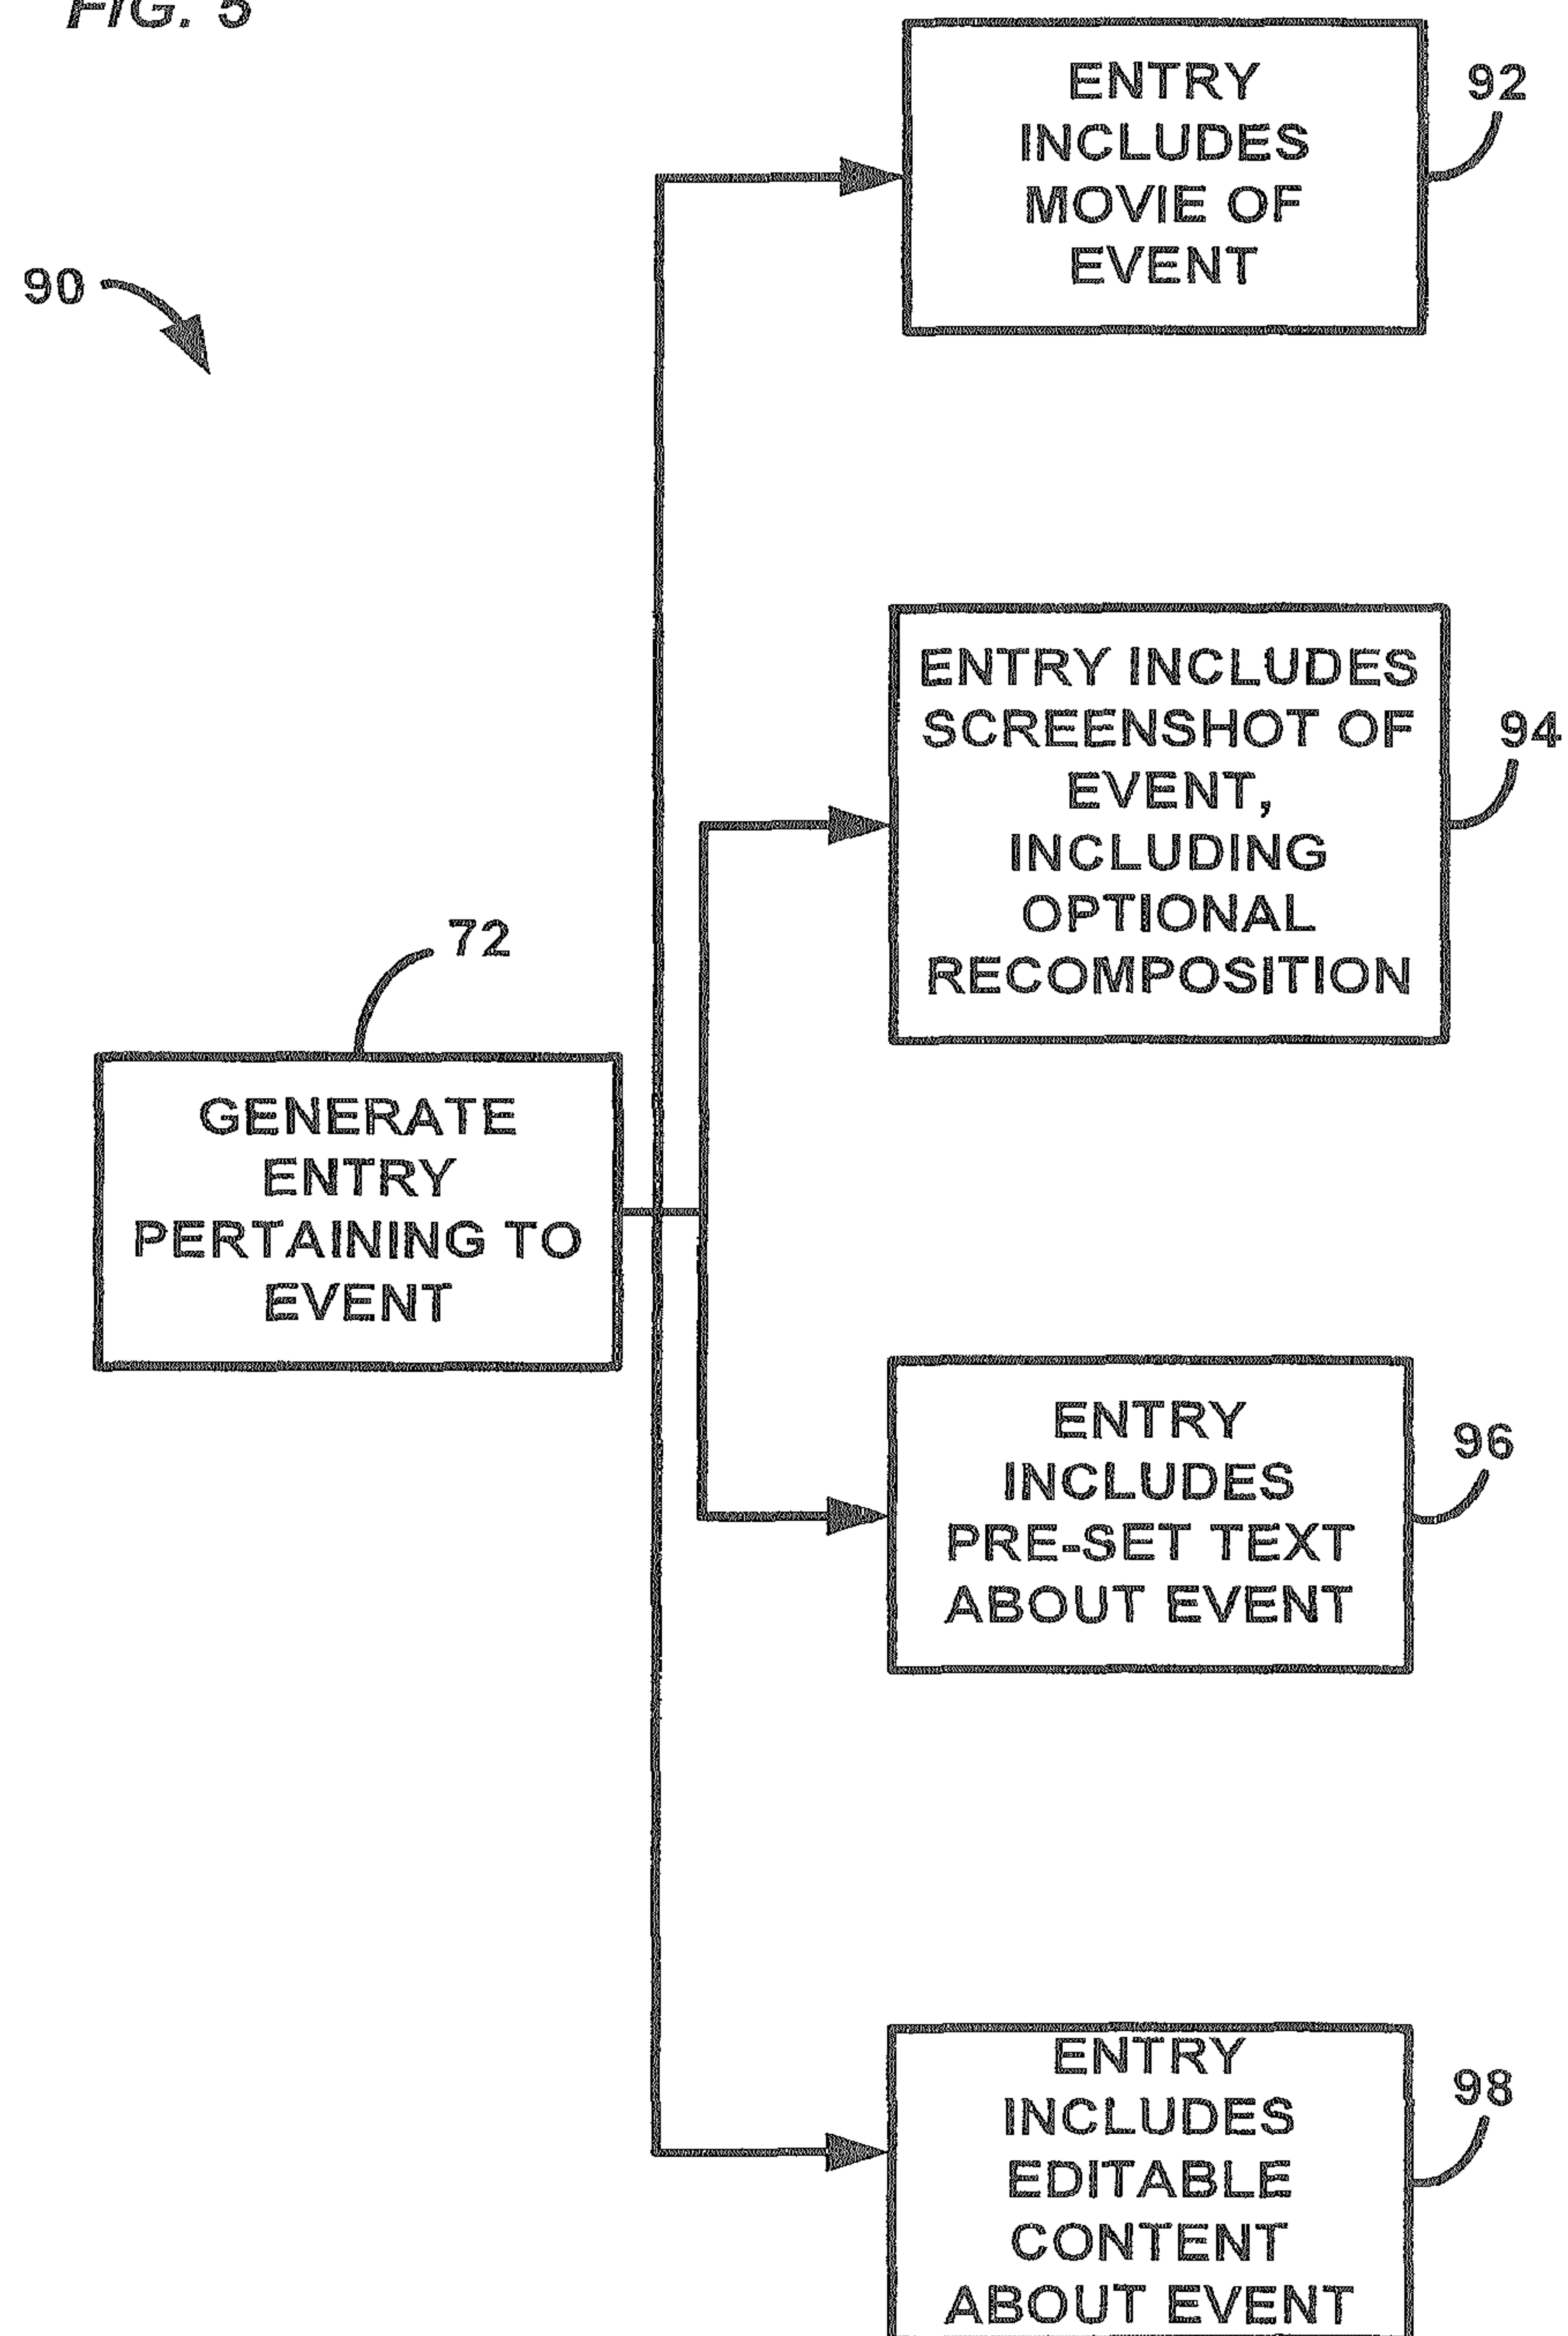 FIG. 5
ENTRY
INCLUDES
MOVIE OF
EVENT
92
90
ENTRY INCLUDES
SCREENSHOT OF
EVENT,
INCLUDING
OPTIONAL
RECOMPOSITION
94
72
GENERATE
ENTRY
PERTAINING TO
EVENT
ENTRY
INCLUDES
PRE-SET TEXT
ABOUT EVENT
96
ENTRY
INCLUDES
EDITABLE
CONTENT
ABOUT EVENT
98